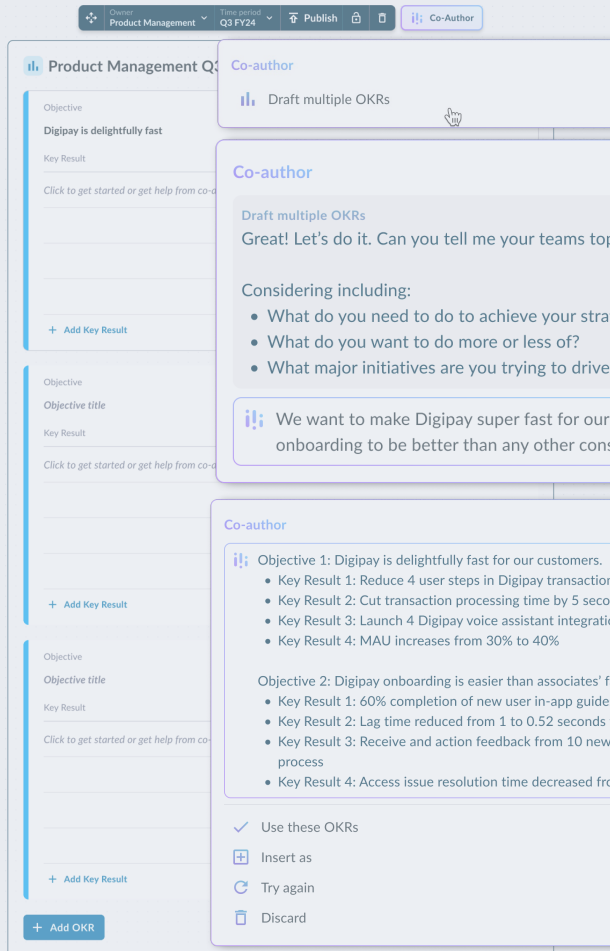 Owner
Product Management
Time period
Q3 FY24
Publish
Co-Author
Product Management Q3
Objective
Digipay is delightfully fast
Key Result
Click to get started or get help from co-a
+ Add Key Result
Objective
Objective title
Key Result
Click to get started or get help from co-a
+ Add Key Result
Objective
Objective title
Key Result
Click to get started or get help from co-
+ Add Key Result
+ Add OKR
Co-author
Draft multiple OKRs
Co-author
Draft multiple OKRs
Great! Let's do it. Can you tell me your teams top
Considering including:
• What do you need to do to achieve your stra
• What do you want to do more or less of?
• What major initiatives are you trying to drive
We want to make Digipay super fast for our
onboarding to be better than any other cons
Co-author
Objective 1: Digipay is delightfully fast for our customers.
• Key Result 1: Reduce 4 user steps in Digipay transaction
• Key Result 2: Cut transaction processing time by 5 seco
• Key Result 3: Launch 4 Digipay voice assistant integratio
• Key Result 4: MAU increases from 30% to 40%
Objective 2: Digipay onboarding is easier than associates' f
• Key Result 1: 60% completion of new user in-app guide
• Key Result 2: Lag time reduced from 1 to 0.52 seconds
• Key Result 3: Receive and action feedback from 10 new
process
• Key Result 4: Access issue resolution time decreased fro
Use these OKRs
Insert as
Try again
Discard